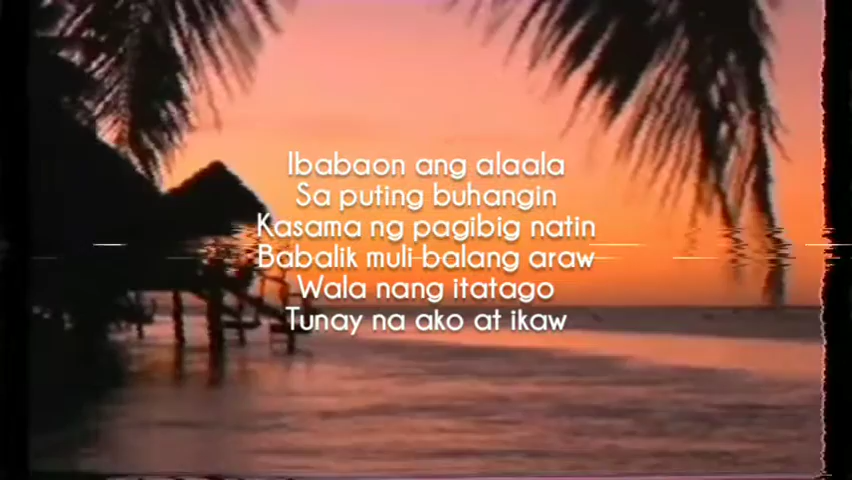 Ibabaon ang alaala
Sa puting buhangin
Kasama ng pagibig natin
Babalik muli balang araw
Wala nang itatago
Tunay na ako at ikaw